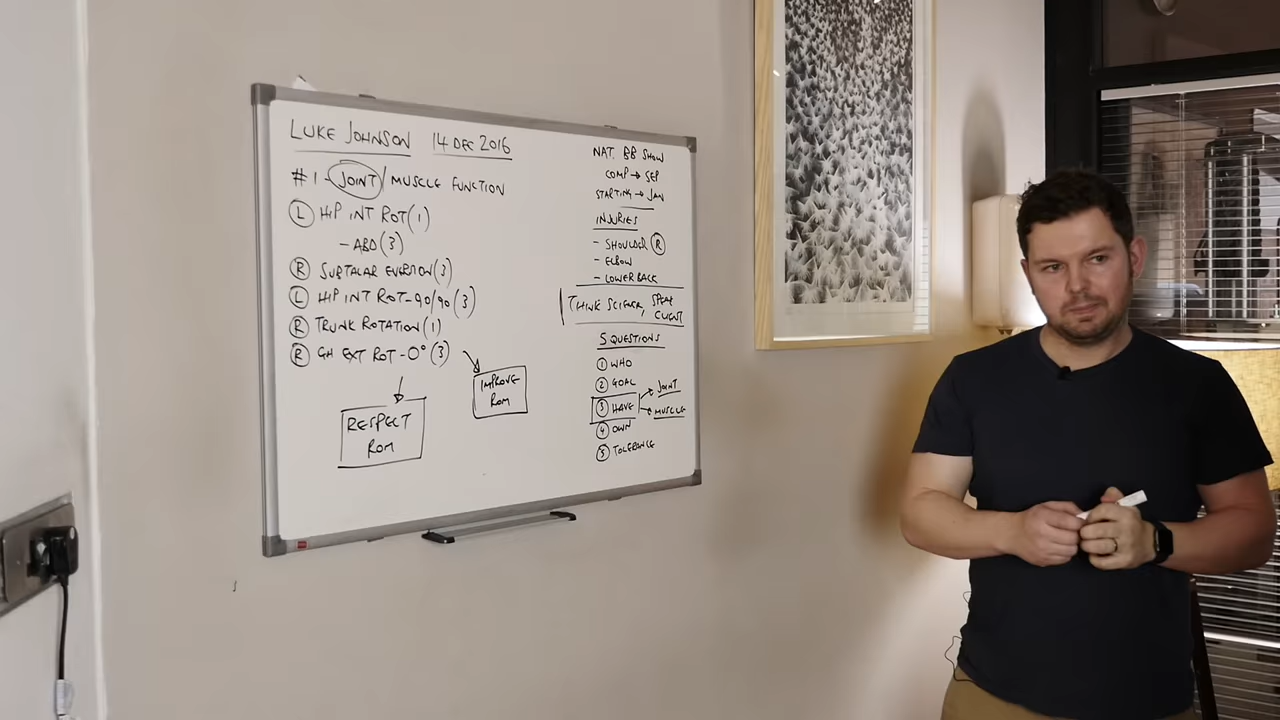 LUKE JOHNSON 14 DEC 2016
#1 - JOINT / MUSCLE FUNCTION
L HIP INT ROT (1)
- ABD (3)
R SUBTALAR EVERSION (3)
L HIP INT ROT - 90/90 (3)
R TRUNK ROTATION (1)
R GH EXT ROT - 0° (3)
RESPECT
ROM
IMPROVE
ROM
NAT. BB SHOW
COMP → SEP
STARTING → JAN
INJURIES
- SHOULDER R
- ELBOW
- LOWER BACK
THINK SCIENCE, SPEAK
CLIENT
5 QUESTIONS
1 WHO
2 GOAL
3 HAVE → JOINT
→ MUSCLE
4 OWN
5 TOLERANCE